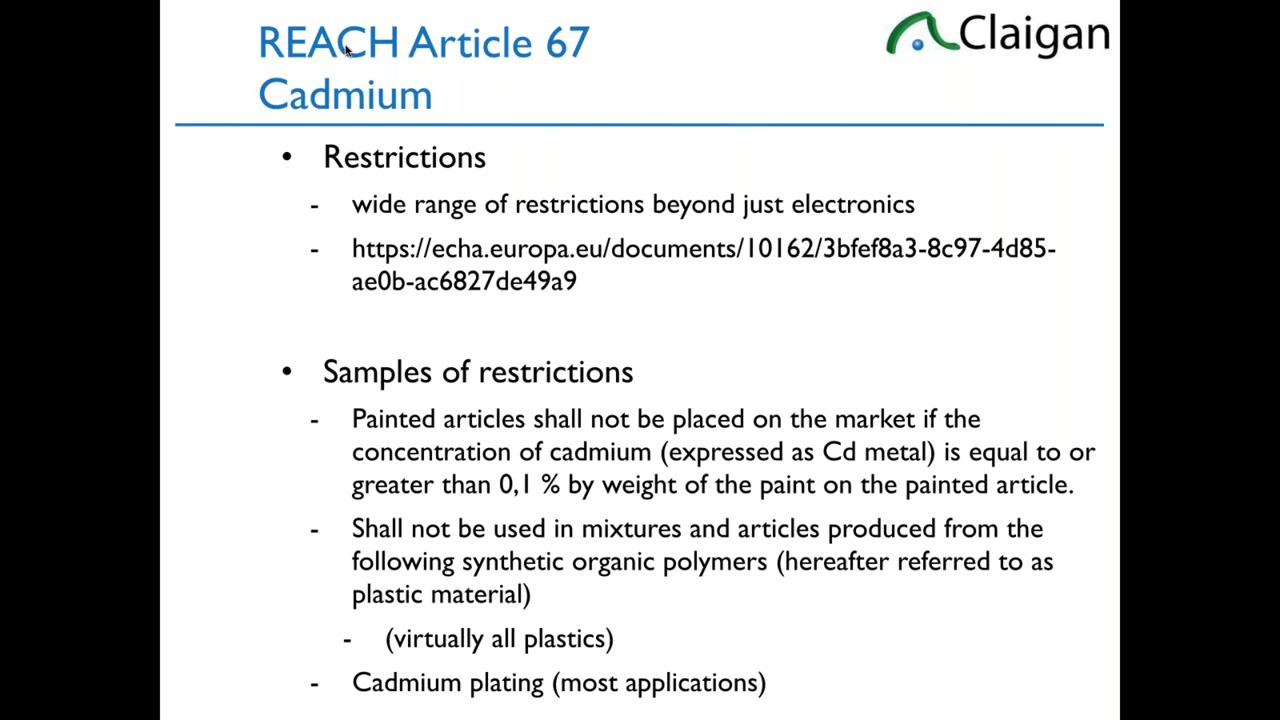 REACH Article 67
Claigan
Cadmium
• Restrictions
- wide range of restrictions beyond just electronics
- https://echa.europa.eu/documents/10162/3bfef8a3-8c97-4d85-
ae0b-ac6827de49a9
• Samples of restrictions
- Painted articles shall not be placed on the market if the
concentration of cadmium (expressed as Cd metal) is equal to or
greater than 0,1 % by weight of the paint on the painted article.
- Shall not be used in mixtures and articles produced from the
following synthetic organic polymers (hereafter referred to as
plastic material)
- (virtually all plastics)
- Cadmium plating (most applications)